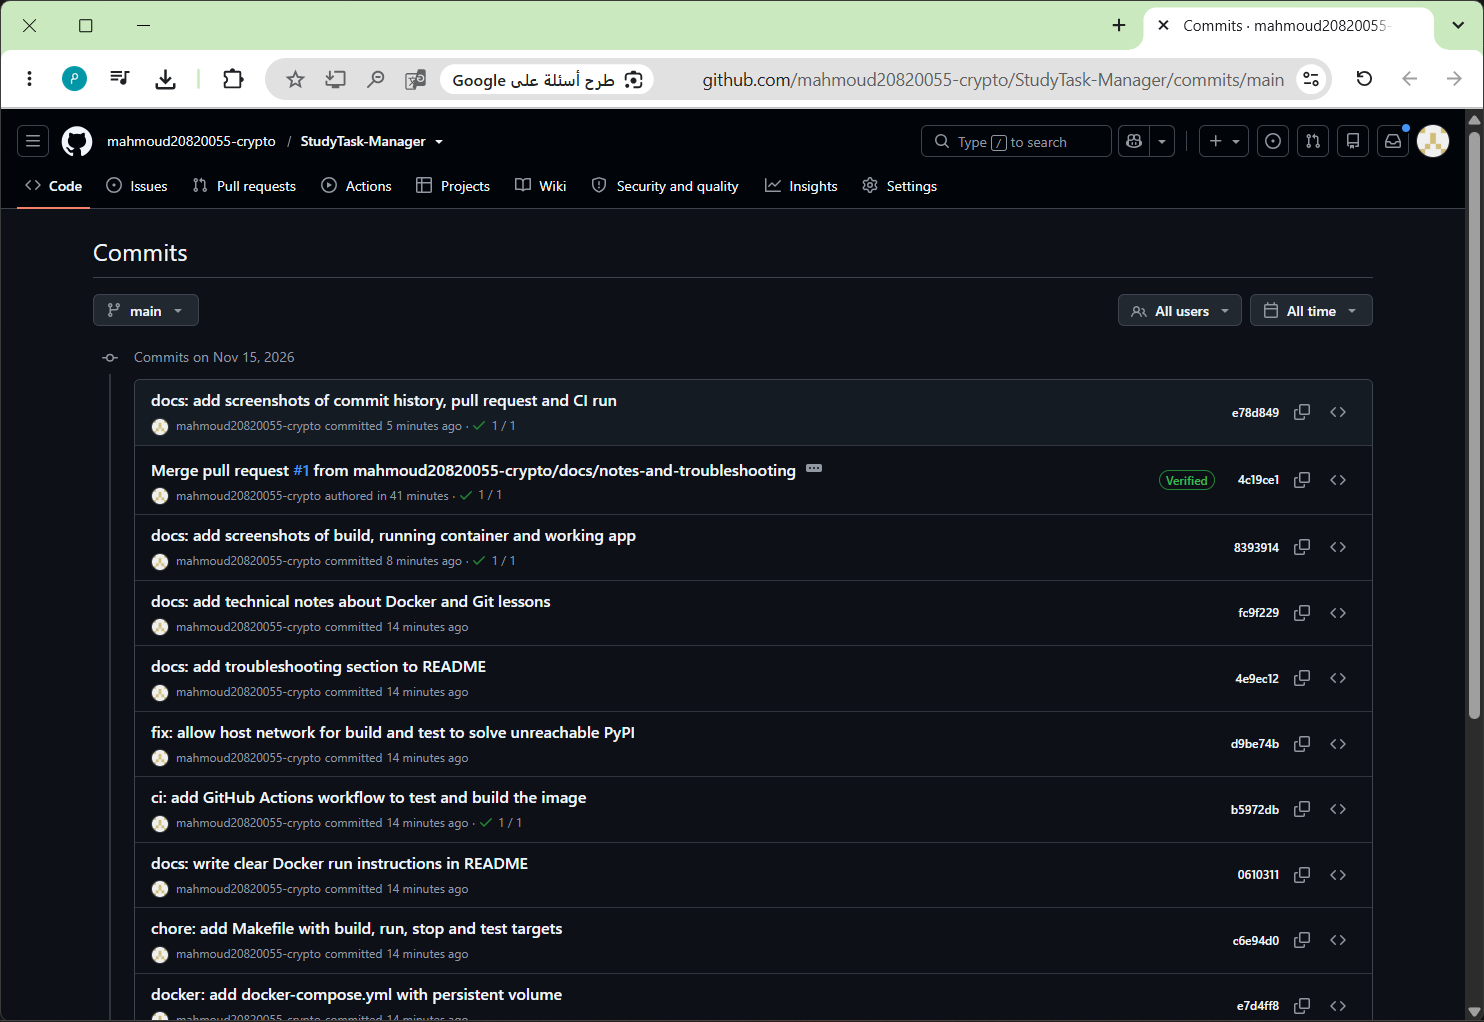 Commits · mahmoud20820055-
طرح أسئلة على Google
github.com/mahmoud20820055-crypto/StudyTask-Manager/commits/main
mahmoud20820055-crypto / StudyTask-Manager
Type / to search
Code Issues Pull requests Actions Projects Wiki Security and quality Insights Settings
Commits
main
All users All time
Commits on Nov 15, 2026
docs: add screenshots of commit history, pull request and CI run
e78d849
mahmoud20820055-crypto committed 5 minutes ago · 1 / 1
Merge pull request #1 from mahmoud20820055-crypto/docs/notes-and-troubleshooting
Verified 4c19ce1
mahmoud20820055-crypto authored in 41 minutes · 1 / 1
docs: add screenshots of build, running container and working app
8393914
mahmoud20820055-crypto committed 8 minutes ago · 1 / 1
docs: add technical notes about Docker and Git lessons
fc9f229
mahmoud20820055-crypto committed 14 minutes ago
docs: add troubleshooting section to README
4e9ec12
mahmoud20820055-crypto committed 14 minutes ago
fix: allow host network for build and test to solve unreachable PyPI
d9be74b
mahmoud20820055-crypto committed 14 minutes ago
ci: add GitHub Actions workflow to test and build the image
b5972db
mahmoud20820055-crypto committed 14 minutes ago · 1 / 1
docs: write clear Docker run instructions in README
0610311
mahmoud20820055-crypto committed 14 minutes ago
chore: add Makefile with build, run, stop and test targets
c6e94d0
mahmoud20820055-crypto committed 14 minutes ago
docker: add docker-compose.yml with persistent volume
e7d4ff8
mahmoud20820055-crypto committed 14 minutes ago